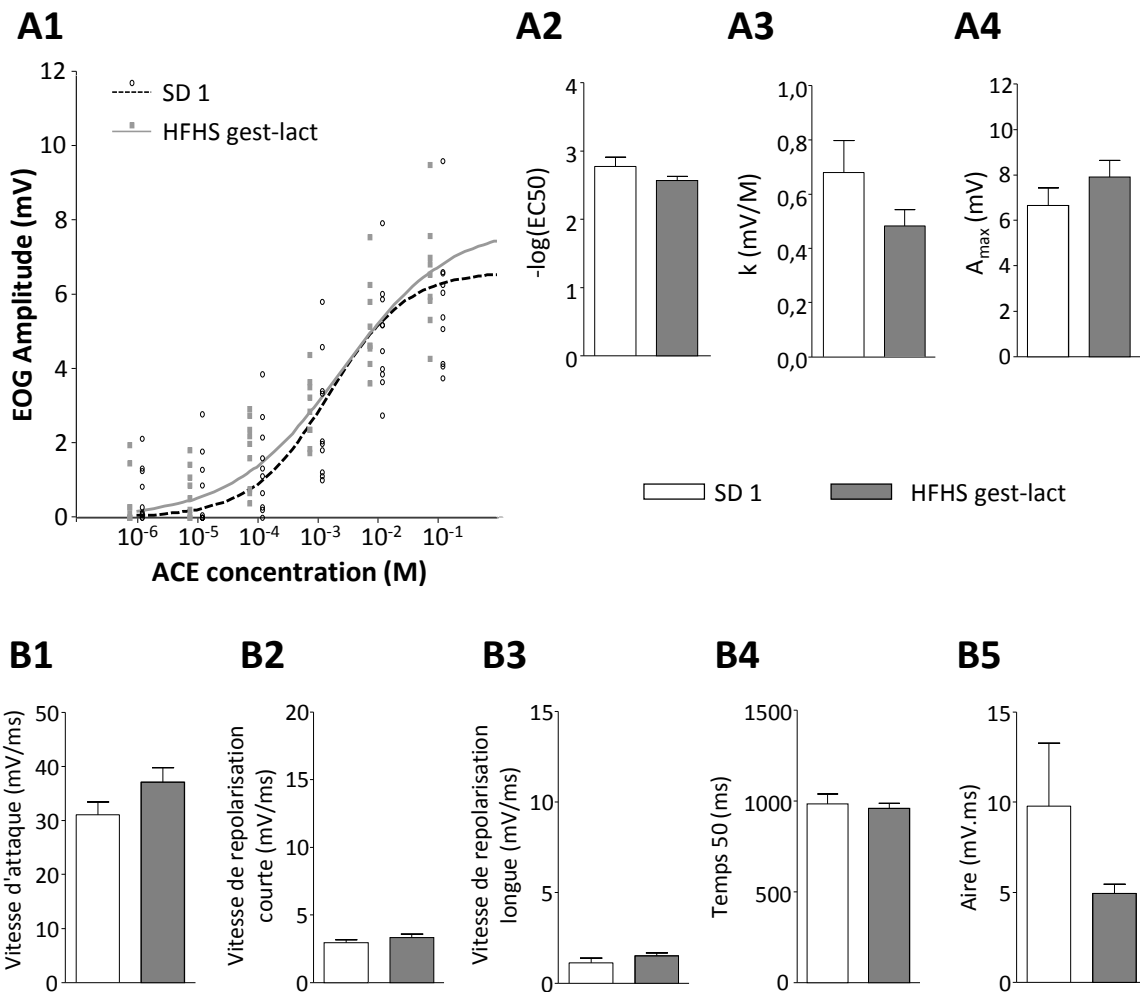 A1
A2
A3
A4
EOG Amplitude (mV)
12
10
8
6
4
2
0
SD 1
HFHS gest-lact
10-6
10-5
10-4
10-3
10-2
10-1
ACE concentration (M)
-log(EC50)
4
3
2
1
0
k (mV/M)
1,0
0,8
0,6
0,4
0,2
0,0
Amax (mV)
12
10
8
6
4
2
0
SD 1
HFHS gest-lact
B1
B2
B3
B4
B5
Vitesse d'attaque (mV/ms)
50
40
30
20
10
0
Vitesse de repolarisation
courte (mV/ms)
20
15
10
5
0
Vitesse de repolarisation
longue (mV/ms)
15
10
5
0
Temps 50 (ms)
1500
1000
500
0
Aire (mV.ms)
15
10
5
0